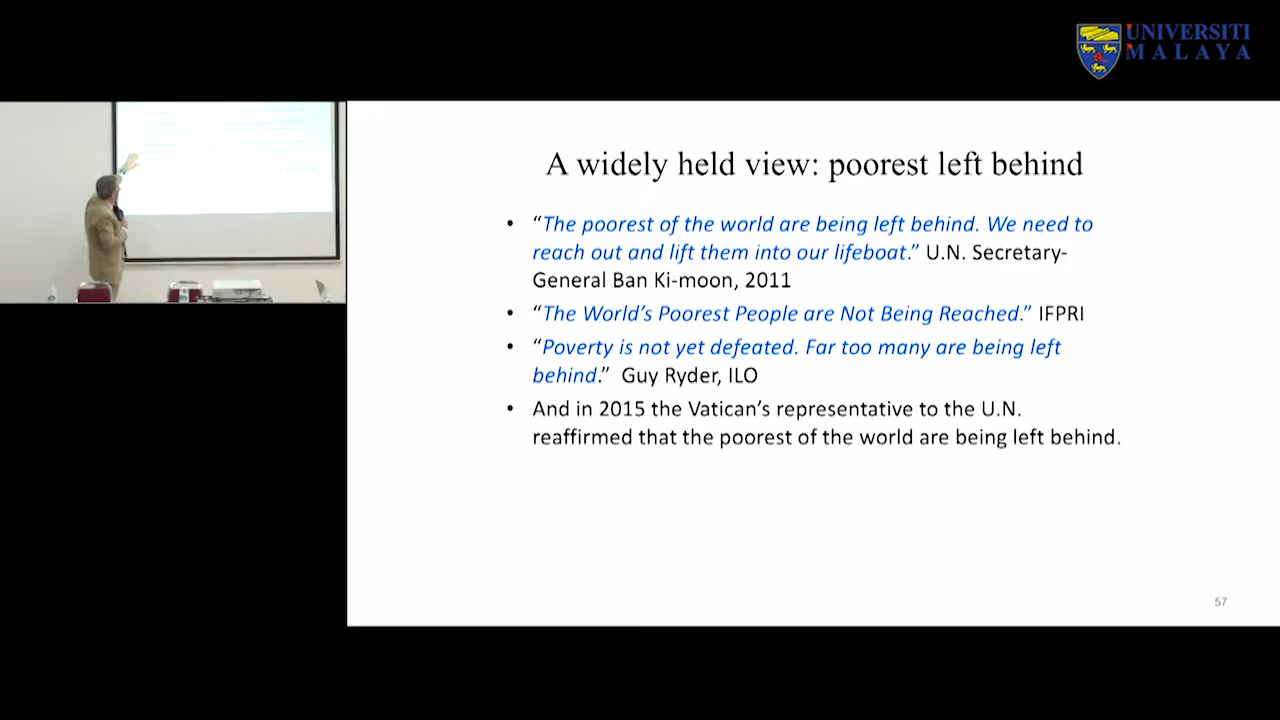 UNIVERSITI
MALAYA
A widely held view: poorest left behind
• “The poorest of the world are being left behind. We need to
reach out and lift them into our lifeboat.” U.N. Secretary-
General Ban Ki-moon, 2011
• “The World’s Poorest People are Not Being Reached.” IFPRI
• “Poverty is not yet defeated. Far too many are being left
behind.” Guy Ryder, ILO
• And in 2015 the Vatican’s representative to the U.N.
reaffirmed that the poorest of the world are being left behind.
57